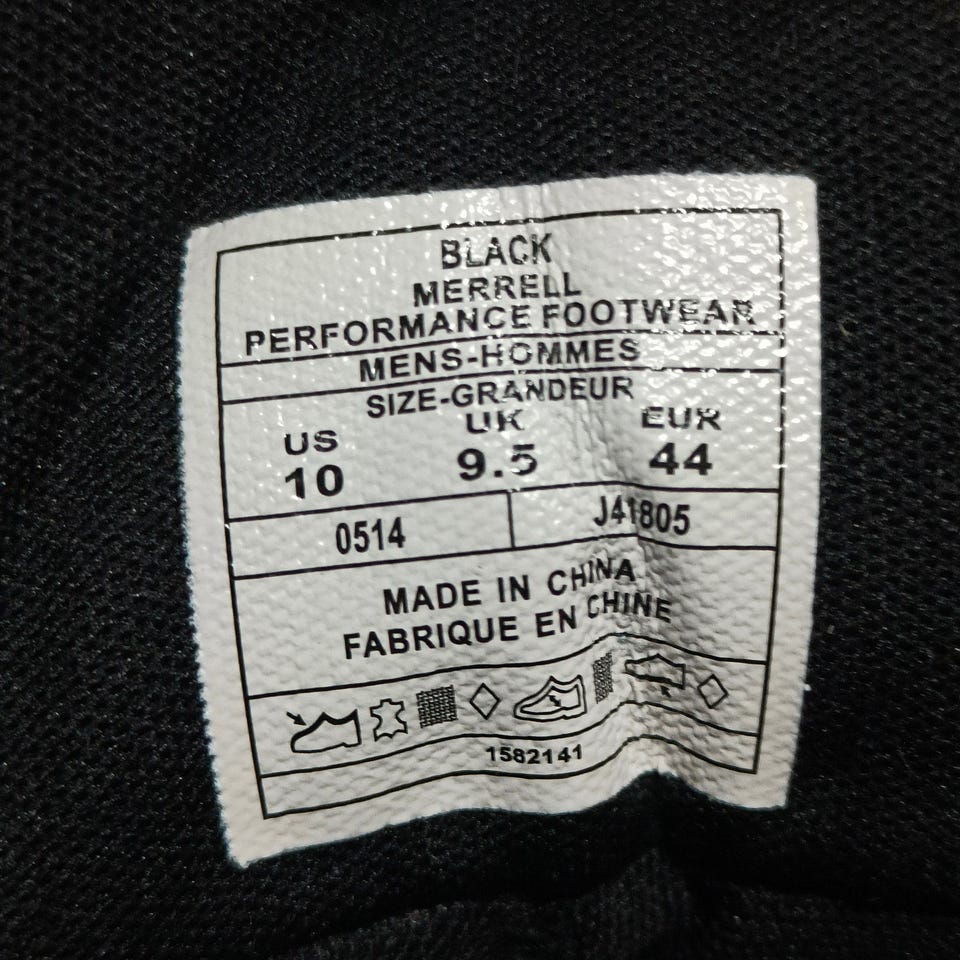 BLACK
MERRELL
PERFORMANCE FOOTWEAR
MENS-HOMMES
SIZE-GRANDEUR
US UK EUR
10 9.5 44
0514 J41805
MADE IN CHINA
FABRIQUE EN CHINE
1582141